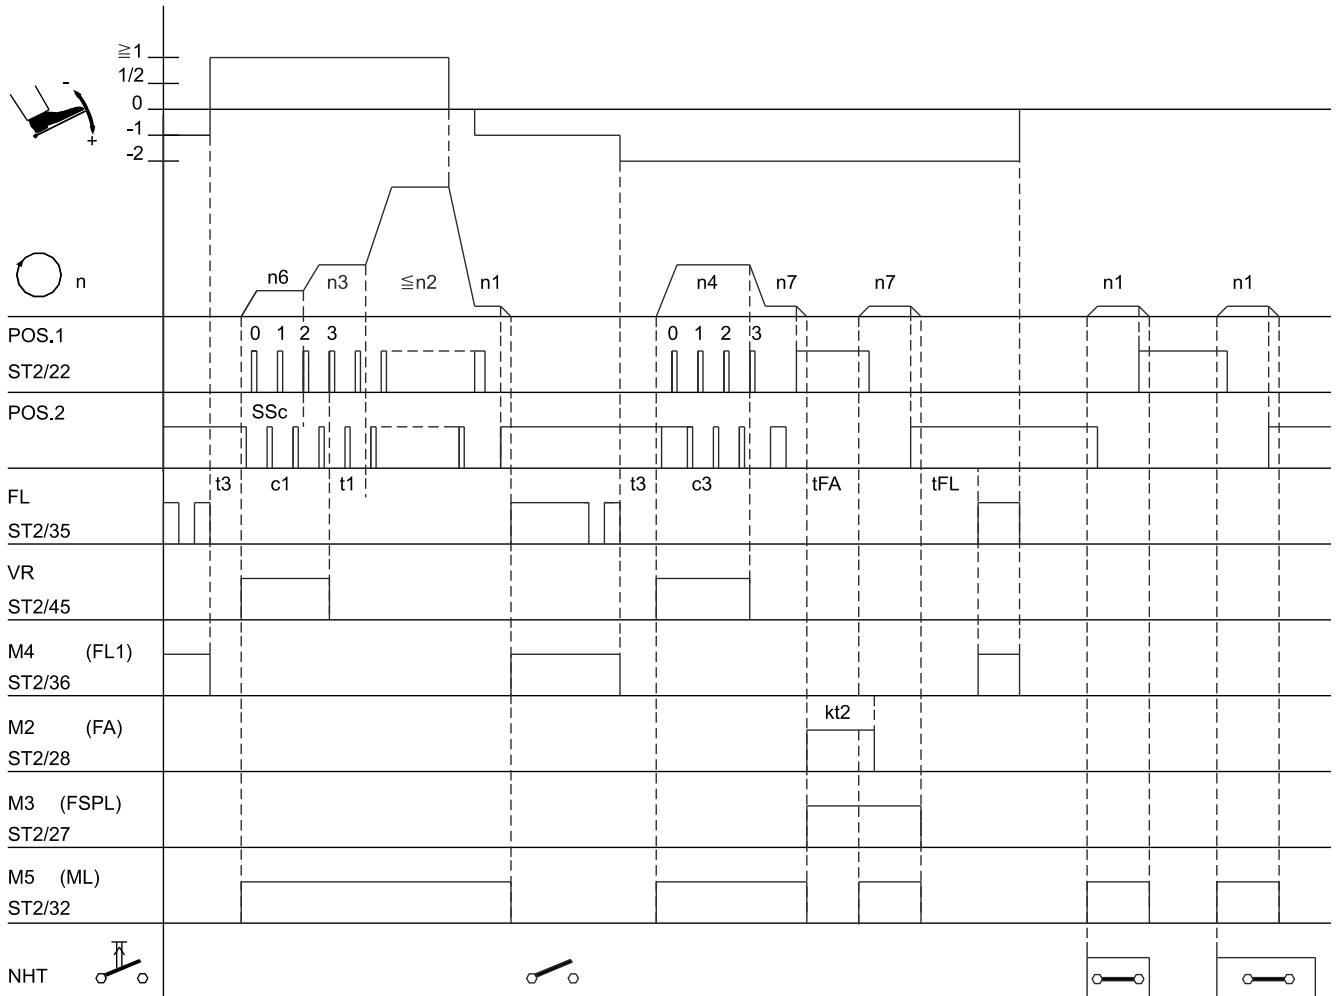 ≧1
1/2
0
-1
-2
-
+
n
n6 n3 ≦n2 n1 n4 n7 n7 n1 n1
POS.1 0 1 2 3 0 1 2 3
ST2/22
POS.2 SSc
t3 c1 t1 t3 c3 tFA tFL
FL
ST2/35
VR
ST2/45
M4 (FL1)
ST2/36
kt2
M2 (FA)
ST2/28
M3 (FSPL)
ST2/27
M5 (ML)
ST2/32
NHT